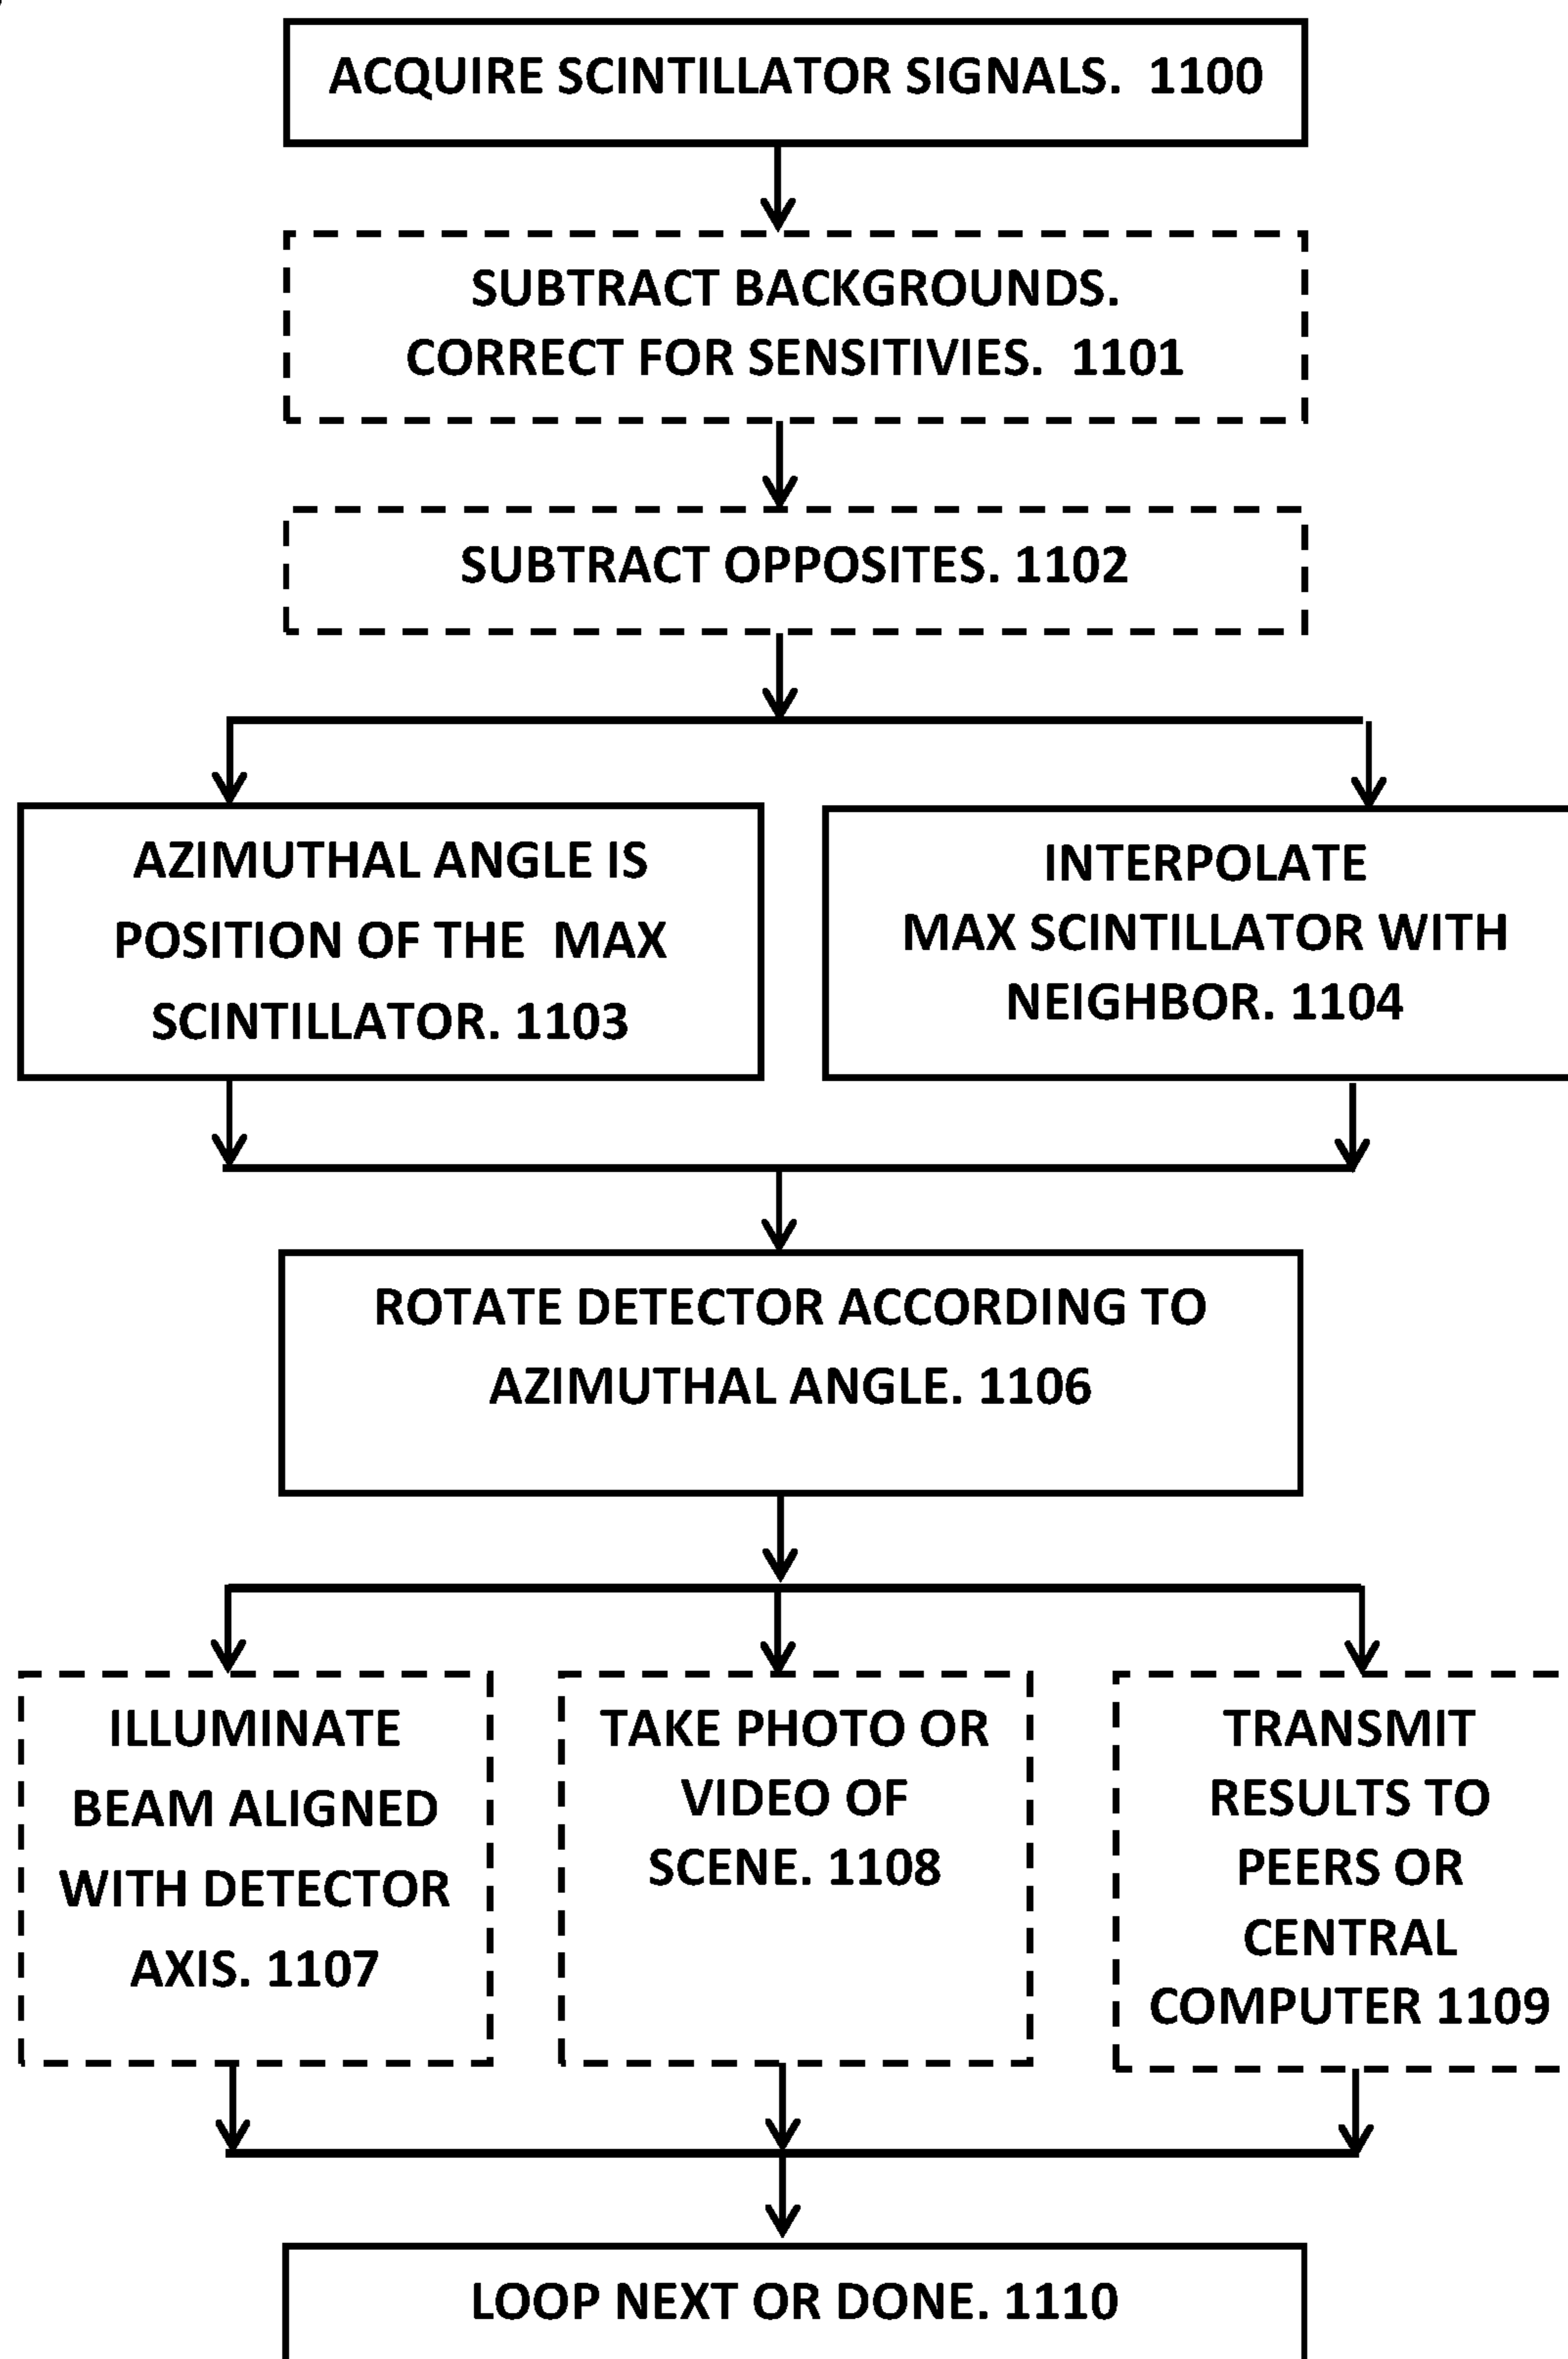 ACQUIRE SCINTILLATOR SIGNALS. 1100
SUBTRACT BACKGROUNDS.
CORRECT FOR SENSITIVIES. 1101
SUBTRACT OPPOSITES. 1102
AZIMUTHAL ANGLE IS
POSITION OF THE MAX
SCINTILLATOR. 1103
INTERPOLATE
MAX SCINTILLATOR WITH
NEIGHBOR. 1104
ROTATE DETECTOR ACCORDING TO
AZIMUTHAL ANGLE. 1106
ILLUMINATE
BEAM ALIGNED
WITH DETECTOR
AXIS. 1107
TAKE PHOTO OR
VIDEO OF
SCENE. 1108
TRANSMIT
RESULTS TO
PEERS OR
CENTRAL
COMPUTER 1109
LOOP NEXT OR DONE. 1110